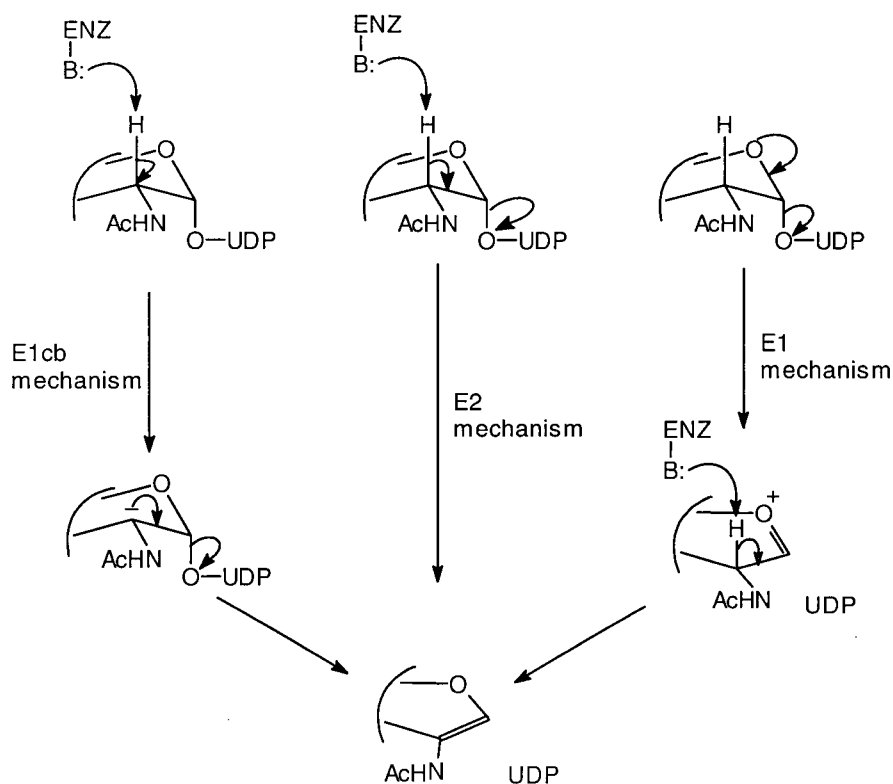 ENZ
B:
H
O
AcHN
O—UDP
ENZ
B:
H
O
AcHN
O—UDP
H
O
AcHN
O—UDP
E1cb
mechanism
E2
mechanism
E1
mechanism
O
–
AcHN
O—UDP
ENZ
B:
O+
H
AcHN
UDP
O
AcHN
UDP